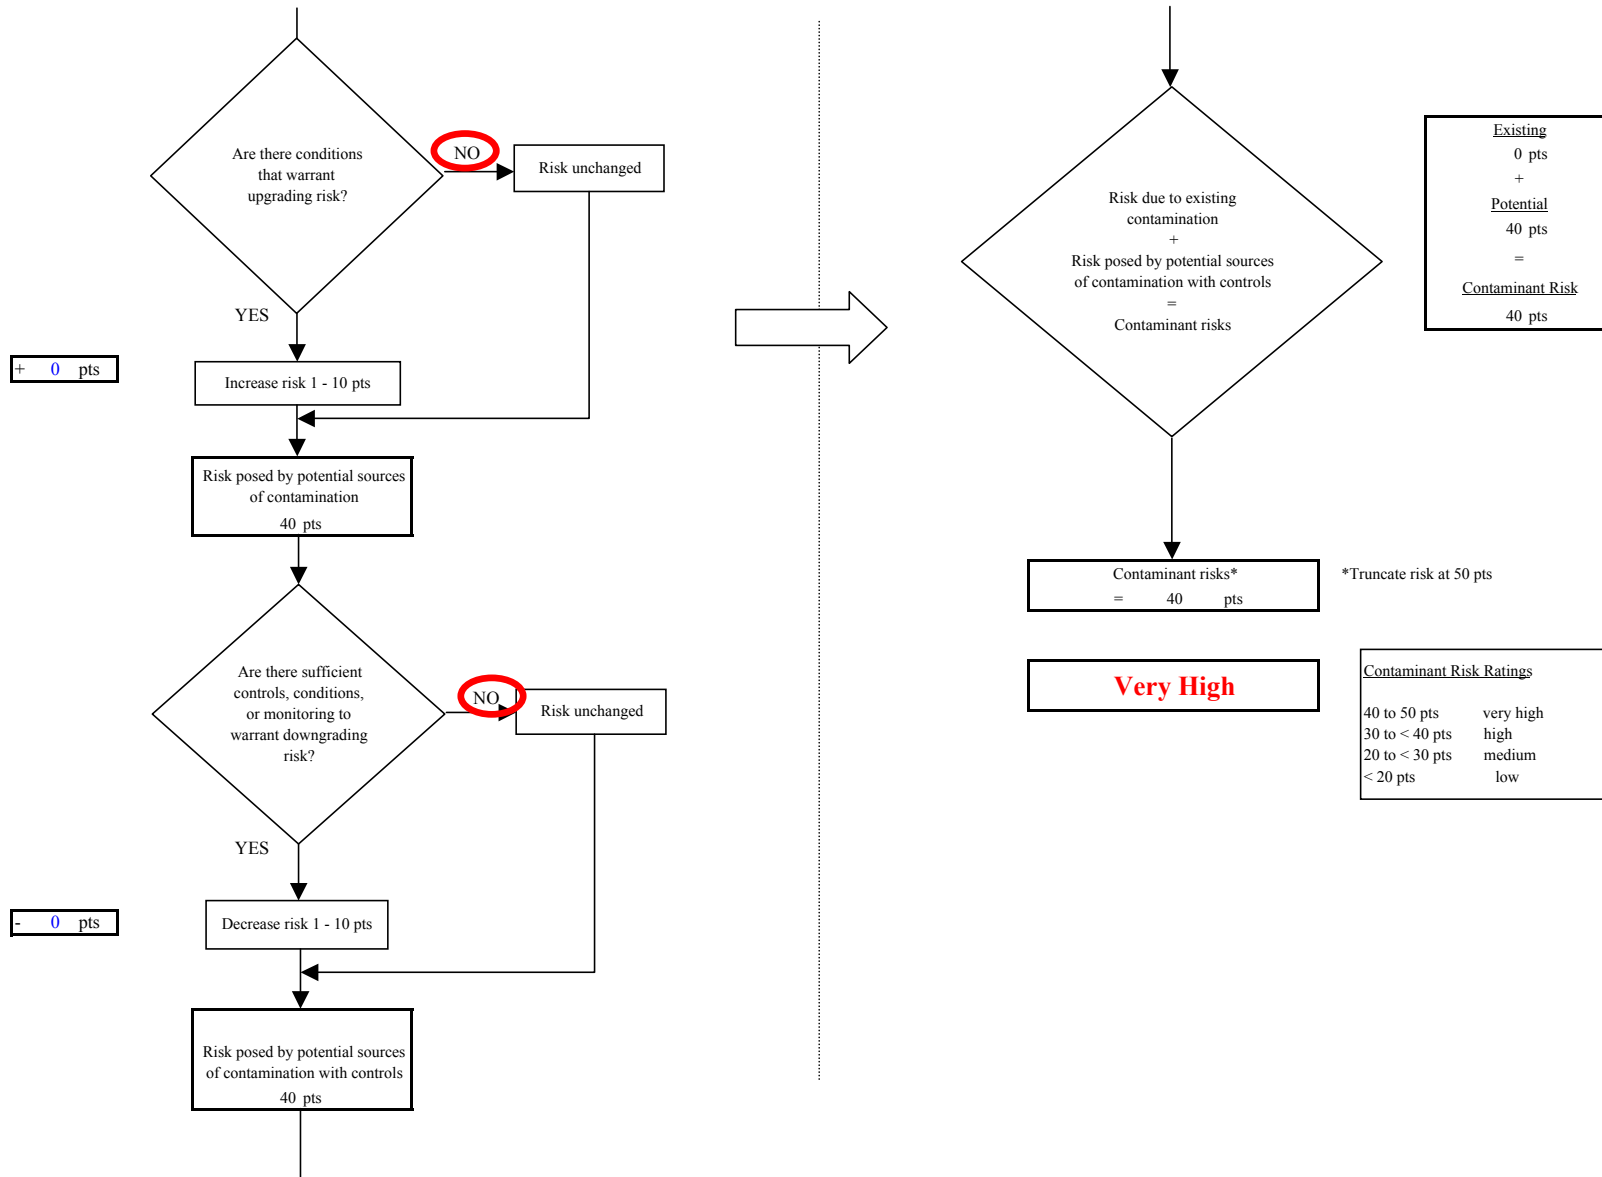 Are there conditions
that warrant
upgrading risk?
NO
Risk unchanged
YES
+ 0 pts
Increase risk 1 - 10 pts
Risk posed by potential sources
of contamination
40 pts
Are there sufficient
controls, conditions,
or monitoring to
warrant downgrading
risk?
NO
Risk unchanged
YES
- 0 pts
Decrease risk 1 - 10 pts
Risk posed by potential sources
of contamination with controls
40 pts
Risk due to existing
contamination
+
Risk posed by potential sources
of contamination with controls
=
Contaminant risks
Existing
0 pts
+
Potential
40 pts
=
Contaminant Risk
40 pts
Contaminant risks*
= 40 pts
*Truncate risk at 50 pts
Very High
Contaminant Risk Ratings
40 to 50 pts very high
30 to < 40 pts high
20 to < 30 pts medium
< 20 pts low